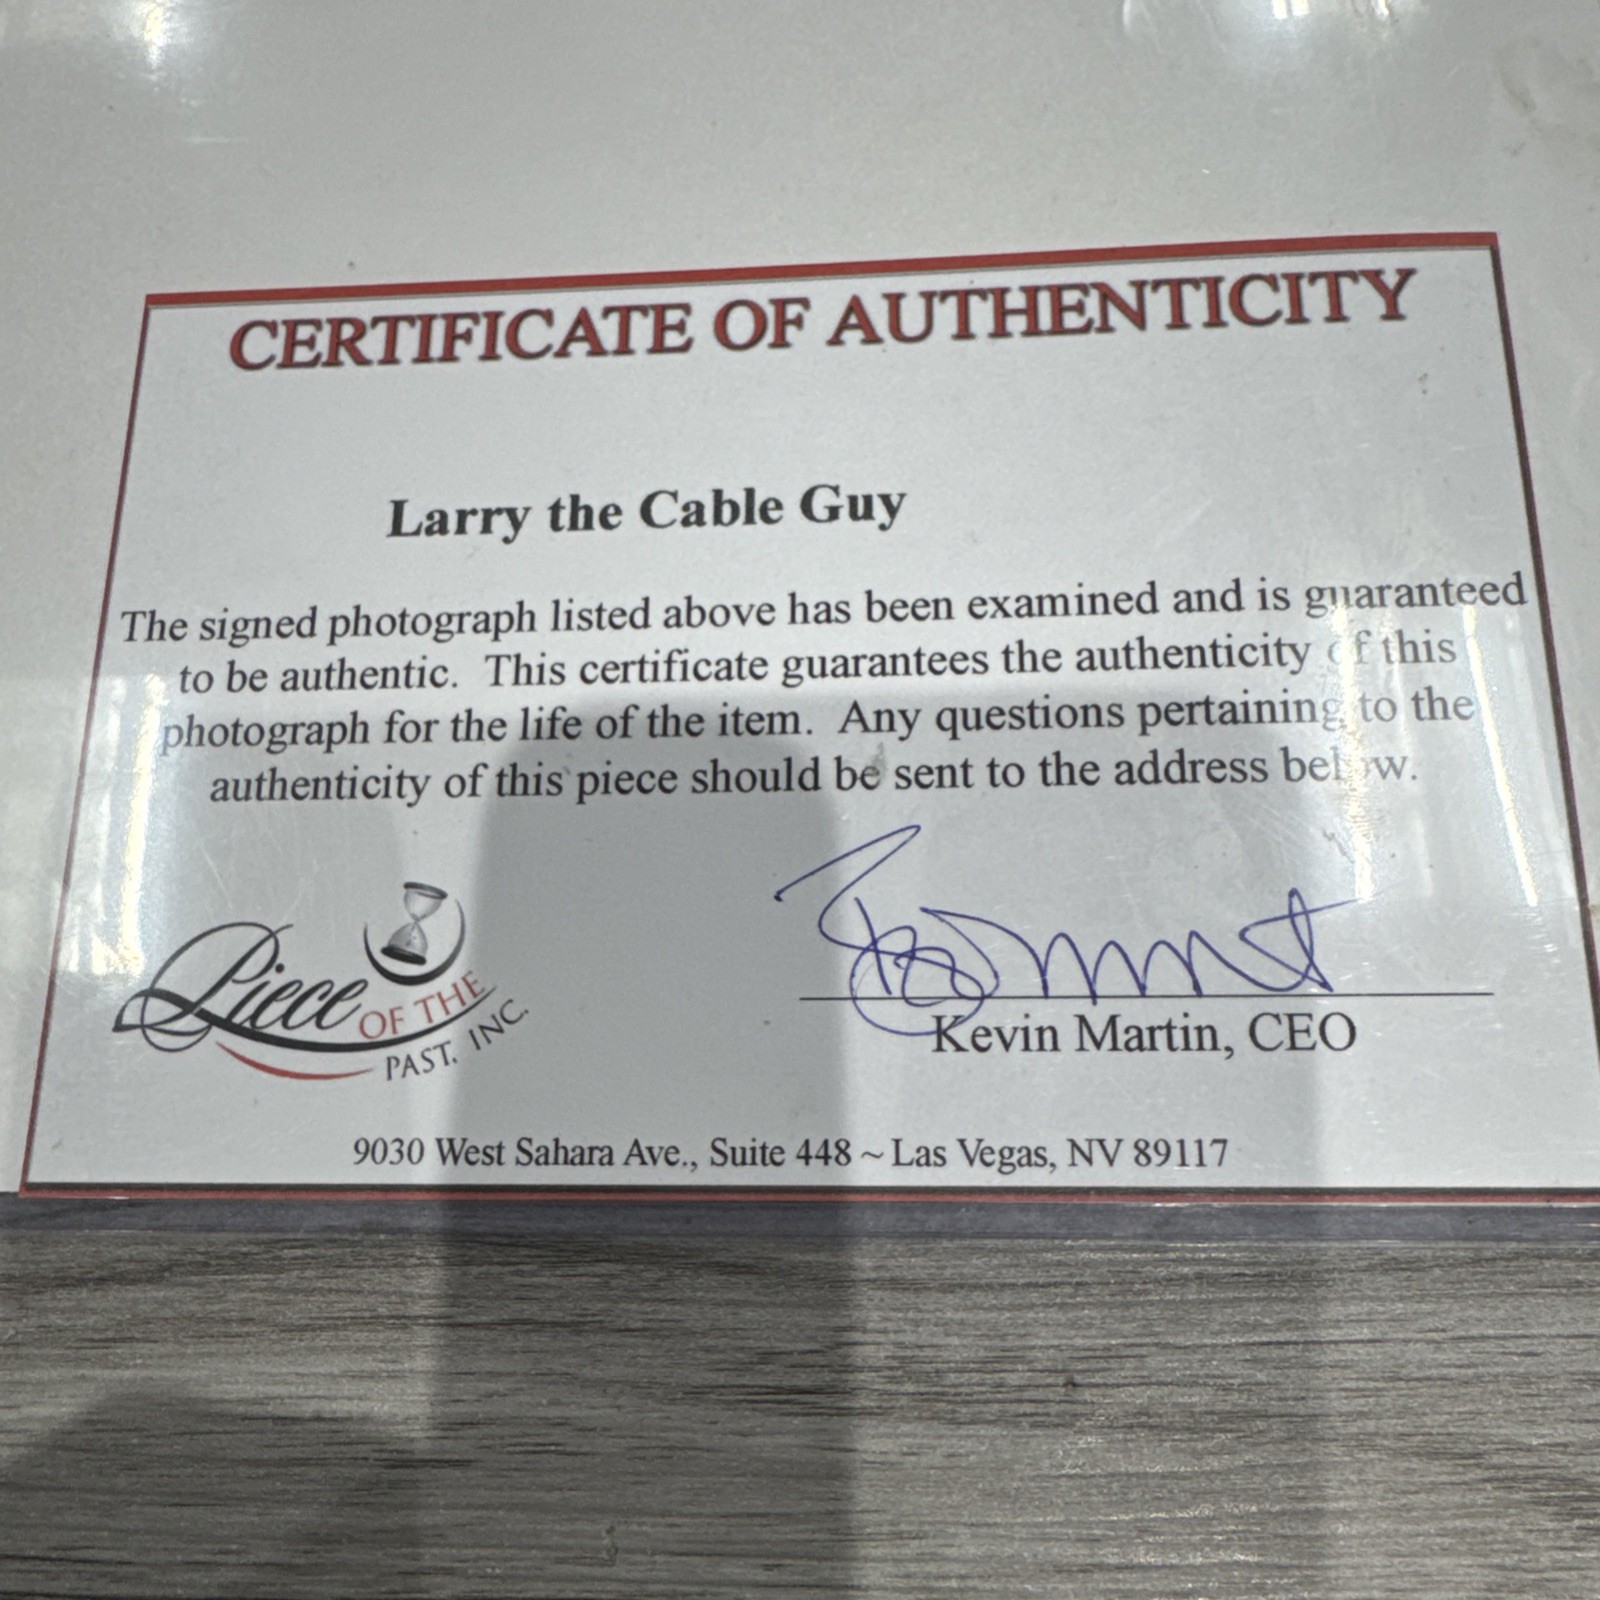 CERTIFICATE OF AUTHENTICITY
Larry the Cable Guy
The signed photograph listed above has been examined and is guaranteed
to be authentic. This certificate guarantees the authenticity of this
photograph for the life of the item. Any questions pertaining to the
authenticity of this piece should be sent to the address below.
Piece OF THE
PAST, INC.
Kevin Martin, CEO
9030 West Sahara Ave., Suite 448 ~ Las Vegas, NV 89117